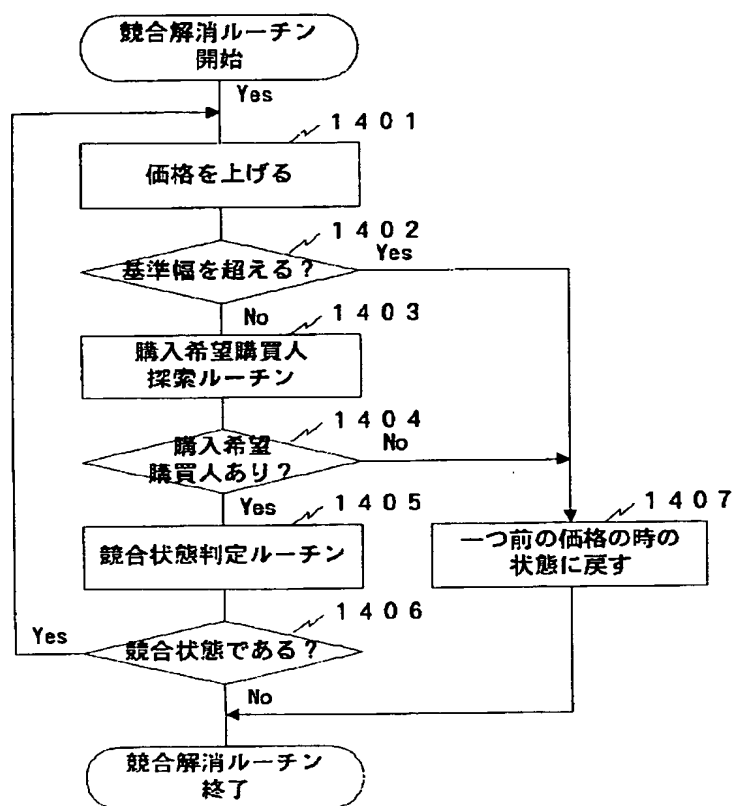 競合解消ルーチン
開始
Yes
1401
価格を上げる
1402
基準幅を超える?
Yes
No
1403
購入希望購買人
探索ルーチン
1404
購入希望
購買人あり?
No
Yes
1405
競合状態判定ルーチン
1407
一つ前の価格の時の
状態に戻す
1406
競合状態である?
Yes
No
競合解消ルーチン
終了